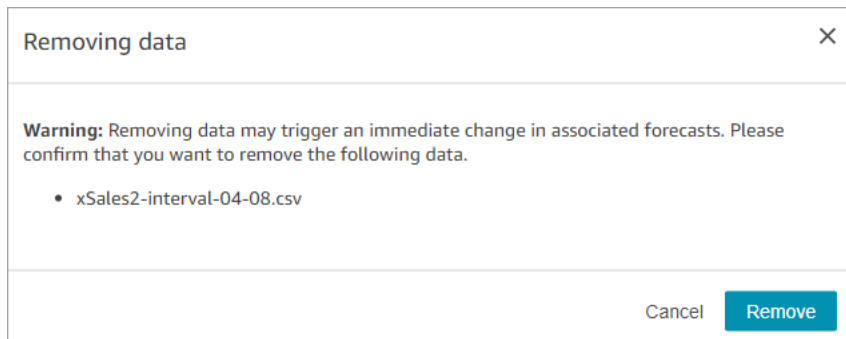 Removing data
Warning: Removing data may trigger an immediate change in associated forecasts. Please
confirm that you want to remove the following data.
• xSales2-interval-04-08.csv
Cancel Remove